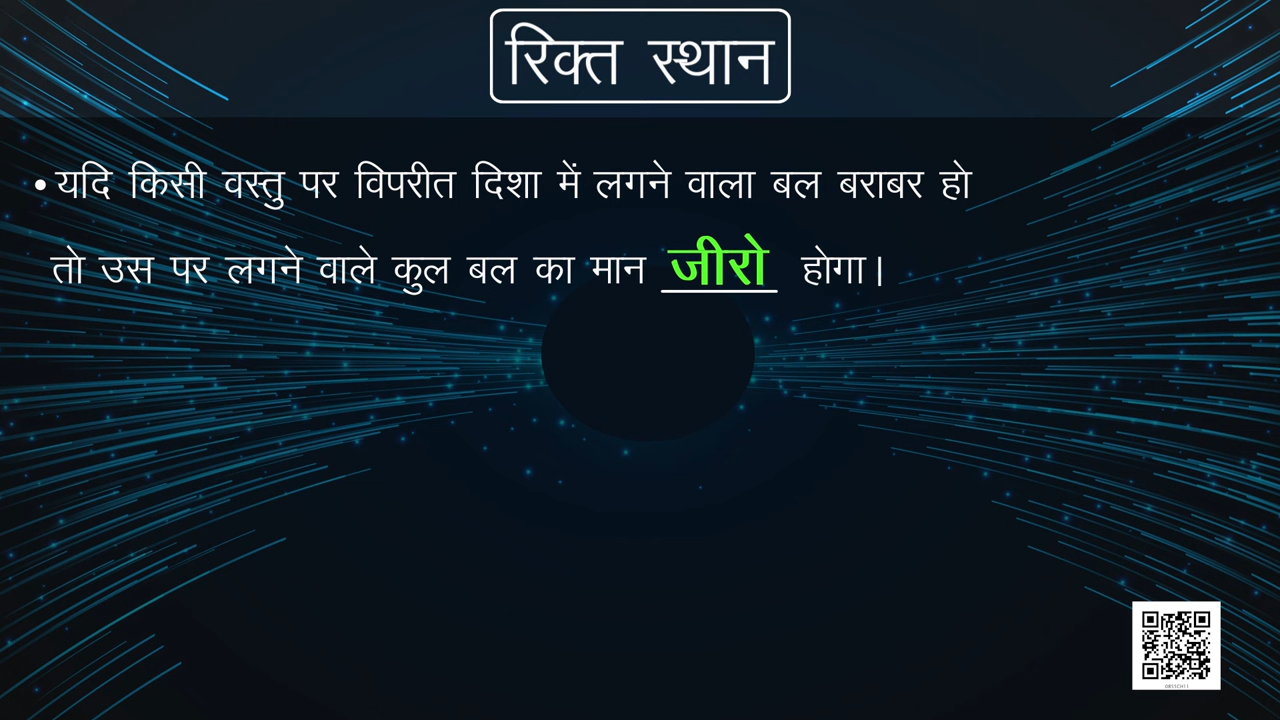 रिक्त स्थान
• यदि किसी वस्तु पर विपरीत दिशा में लगने वाला बल बराबर हो
तो उस पर लगने वाले कुल बल का मान जीरो होगा।